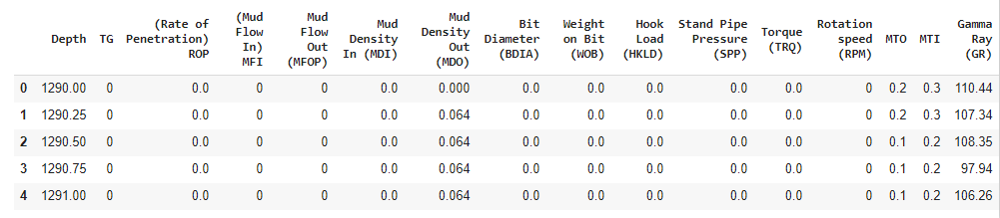 Depth TG (Rate of Penetration) ROP (Mud Flow In) MFI Mud Flow Out (MFOP) Mud Density In (MDI) Mud Density Out (MDO) Bit Diameter (BDIA) Weight on Bit (WOB) Hook Load (HKLD) Stand Pipe Pressure (SPP) Torque (TRQ) Rotation speed (RPM) MTO MTI Gamma Ray (GR)
0 1290.00 0 0.0 0 0 0.0 0.000 0.0 0.0 0.0 0.0 0.0 0 0.2 0.3 110.44
1 1290.25 0 0.0 0 0 0.0 0.064 0.0 0.0 0.0 0.0 0.0 0 0.2 0.3 107.34
2 1290.50 0 0.0 0 0 0.0 0.064 0.0 0.0 0.0 0.0 0.0 0 0.1 0.2 108.35
3 1290.75 0 0.0 0 0 0.0 0.064 0.0 0.0 0.0 0.0 0.0 0 0.1 0.2 97.94
4 1291.00 0 0.0 0 0 0.0 0.064 0.0 0.0 0.0 0.0 0.0 0 0.1 0.2 106.26